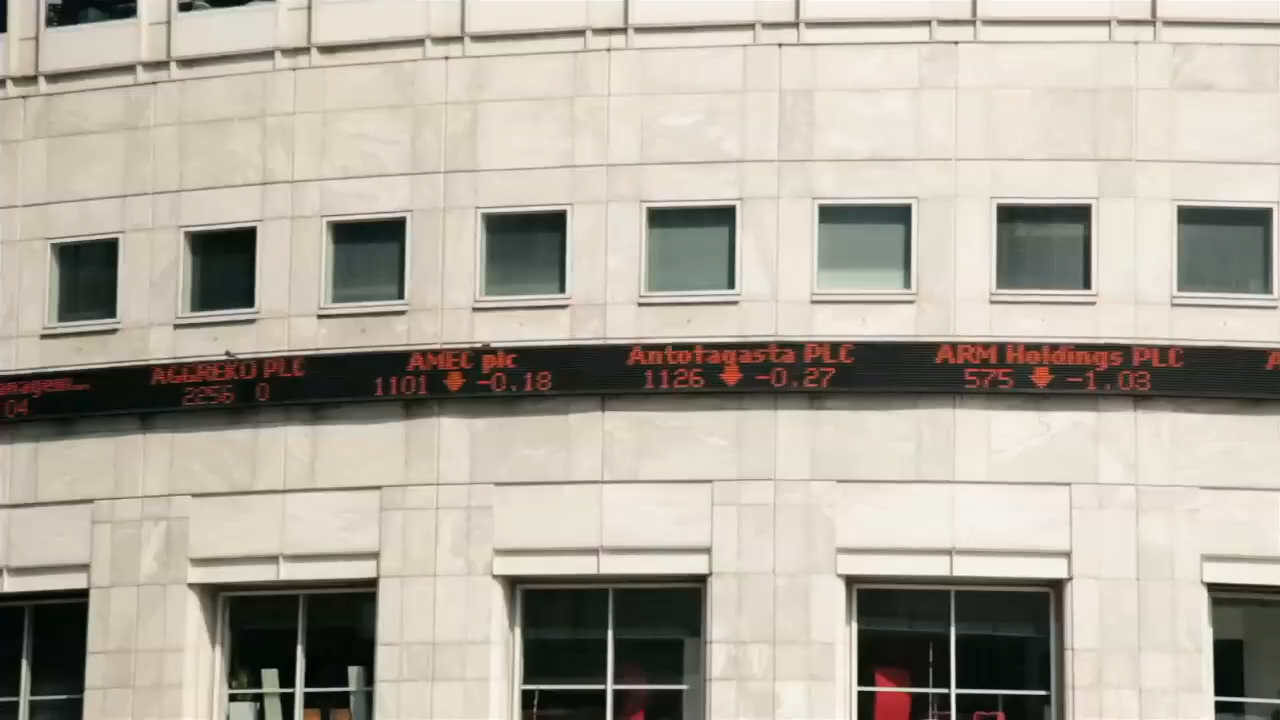 04
AGGREKO PLC
2256 0
AMEC plc
1101 -0.18
Antofagasta PLC
1126 -0.27
ARM Holdings PLC
575 -1.03